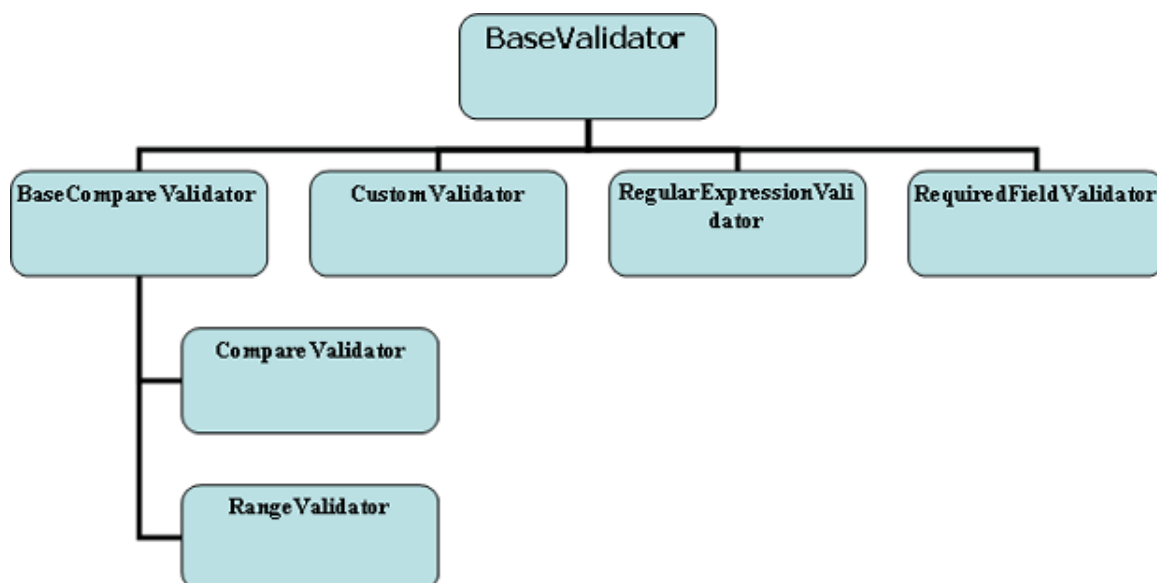 BaseValidator
BaseCompareValidator
CustomValidator
RegularExpressionVali
dator
RequiredFieldValidator
CompareValidator
RangeValidator